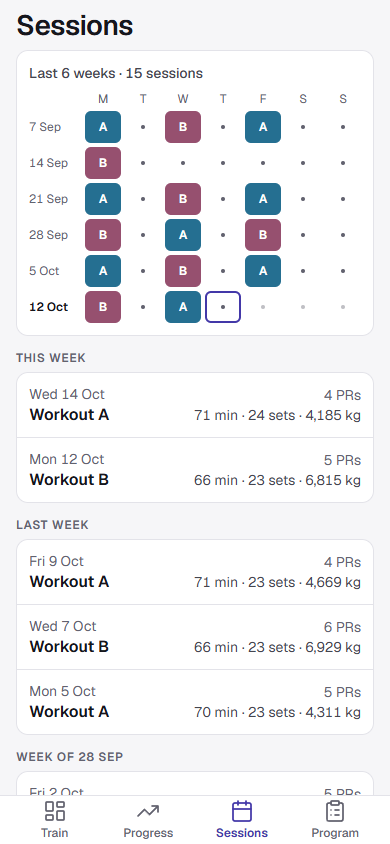 Sessions
Last 6 weeks · 15 sessions
M T W T F S S
7 Sep A B A
14 Sep B
21 Sep A B A
28 Sep B A B
5 Oct A B A
12 Oct B A
THIS WEEK
Wed 14 Oct 4 PRs
Workout A 71 min · 24 sets · 4,185 kg
Mon 12 Oct 5 PRs
Workout B 66 min · 23 sets · 6,815 kg
LAST WEEK
Fri 9 Oct 4 PRs
Workout A 71 min · 23 sets · 4,669 kg
Wed 7 Oct 6 PRs
Workout B 66 min · 23 sets · 6,929 kg
Mon 5 Oct 5 PRs
Workout A 70 min · 23 sets · 4,311 kg
WEEK OF 28 SEP
Fri 2 Oct 5 PRs
Train Progress Sessions Program